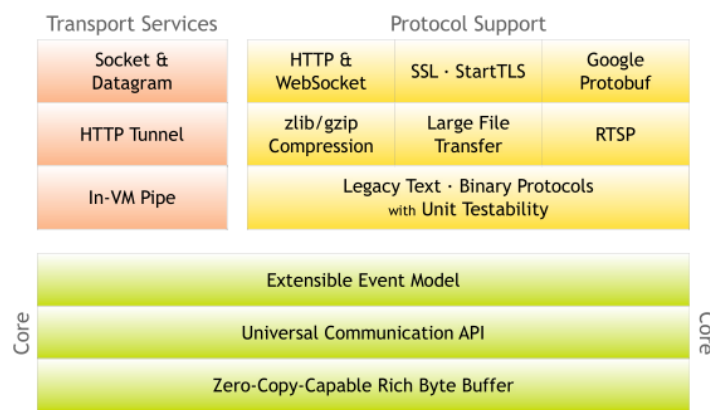 Transport Services
Protocol Support
Socket &
Datagram
HTTP Tunnel
In-VM Pipe
HTTP &
WebSocket
SSL · StartTLS
Google
Protobuf
zlib/gzip
Compression
Large File
Transfer
RTSP
Legacy Text · Binary Protocols
with Unit Testability
Core
Extensible Event Model
Universal Communication API
Zero-Copy-Capable Rich Byte Buffer
Core